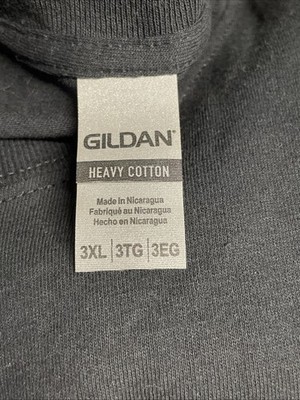 GILDAN
HEAVY COTTON
Made in Nicaragua
Fabriqué au Nicaragua
Hecho en Nicaragua
3XL | 3TG | 3EG